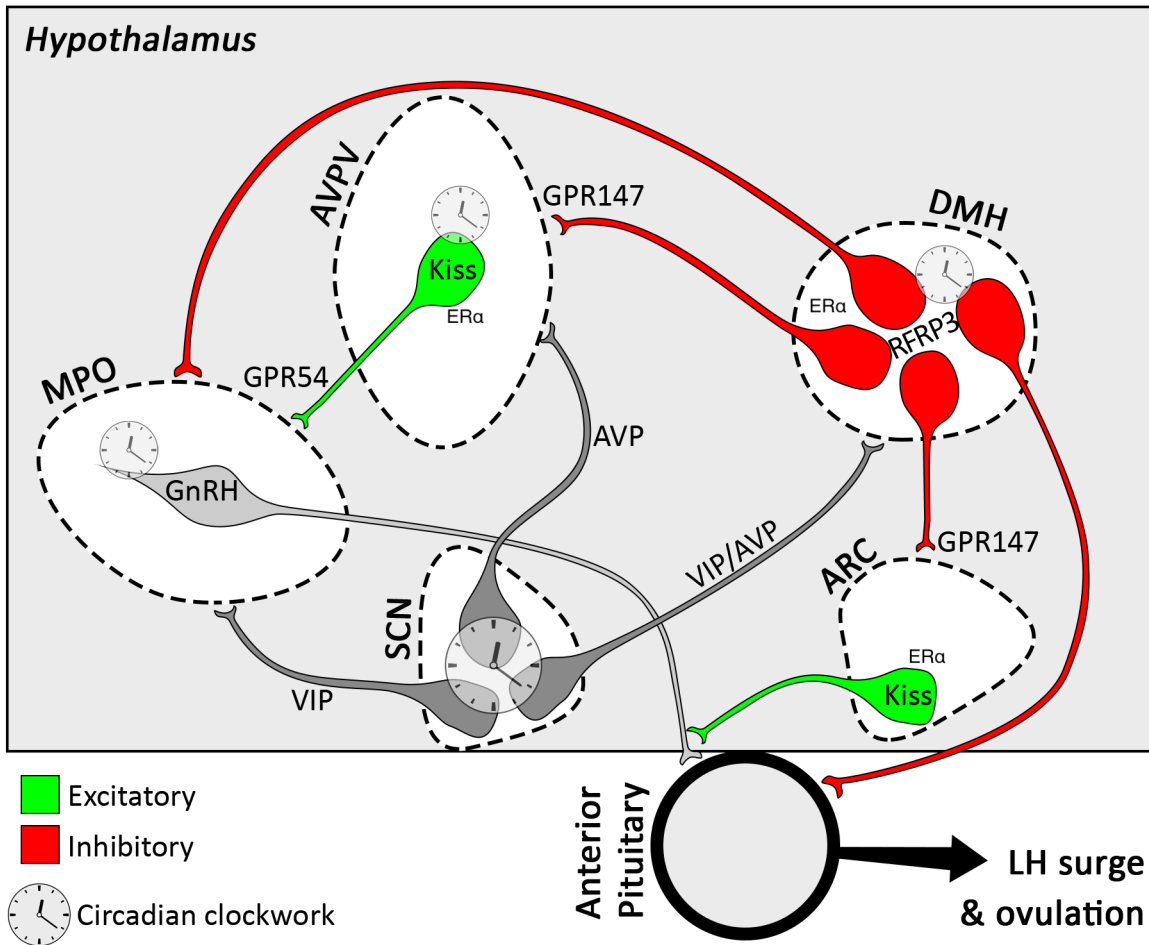 Hypothalamus
AVPV
GPR147
DMH
Kiss
ERα
ERα
RFRP3
MPO
GPR54
AVP
GnRH
VIP/AVP
GPR147
ARC
SCN
ERα
Kiss
VIP
Excitatory
Inhibitory
Circadian clockwork
Anterior
Pituitary
LH surge
& ovulation